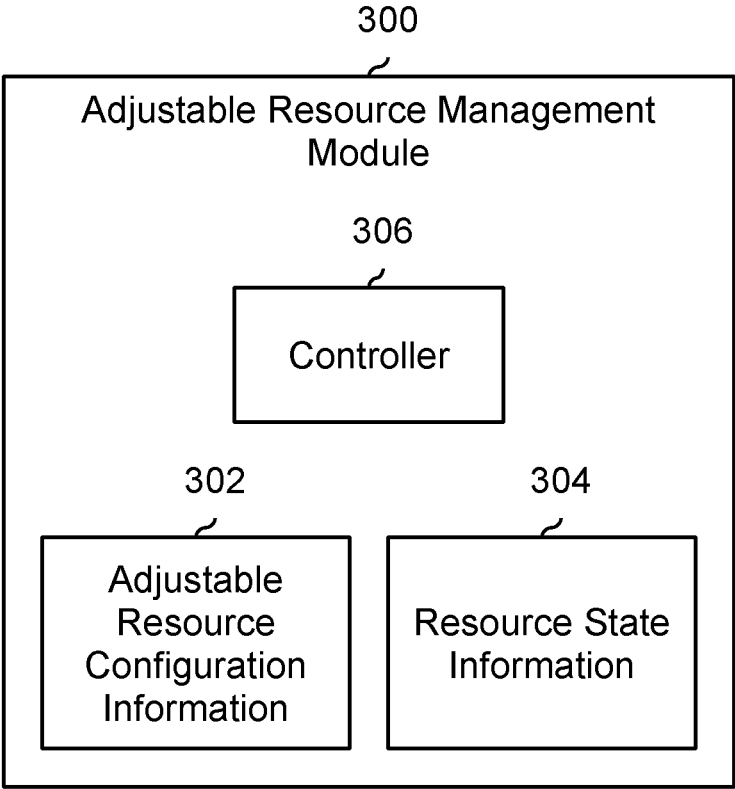 300
Adjustable Resource Management
Module
306
Controller
302
304
Adjustable
Resource
Configuration
Information
Resource State
Information